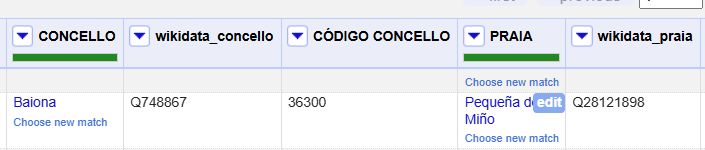 CONCELLO wikidata_concello CÓDIGO CONCELLO PRAIA wikidata_praia
Choose new match
Baiona Q748867 36300 Pequeña de edit Q28121898
Miño
Choose new match Choose new match